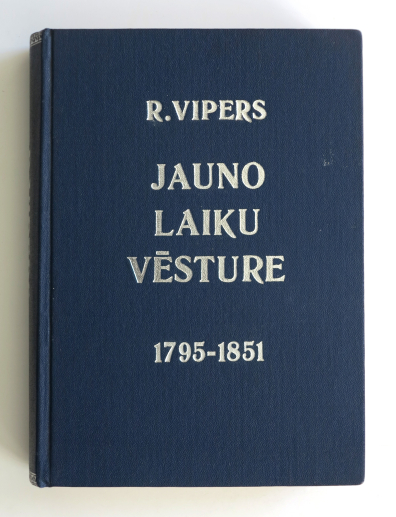 R.VIPERS
JAUNO
LAIKU
VĒSTURE
1795-1851